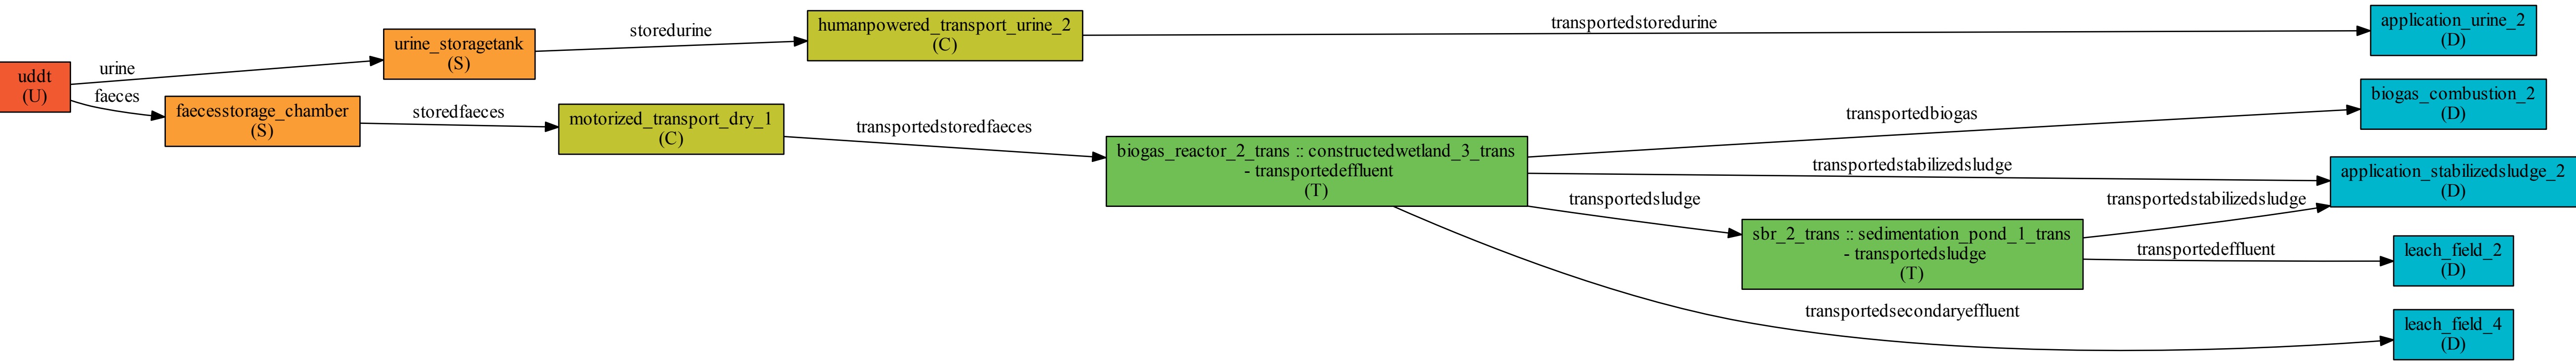 uddt
(U)
urine
faeces
urine_storagetank
(S)
faecesstorage_chamber
(S)
storedurine
storedfaeces
humanpowered_transport_urine_2
(C)
motorized_transport_dry_1
(C)
transportedstoredurine
transportedstoredfaeces
biogas_reactor_2_trans :: constructedwetland_3_trans
- transportedeffluent
(T)
transportedbiogas
transportedstabilizedsludge
transportedsludge
transportedsecondaryeffluent
sbr_2_trans :: sedimentation_pond_1_trans
- transportedsludge
(T)
transportedstabilizedsludge
transportedeffluent
application_urine_2
(D)
biogas_combustion_2
(D)
application_stabilizedsludge_2
(D)
leach_field_2
(D)
leach_field_4
(D)